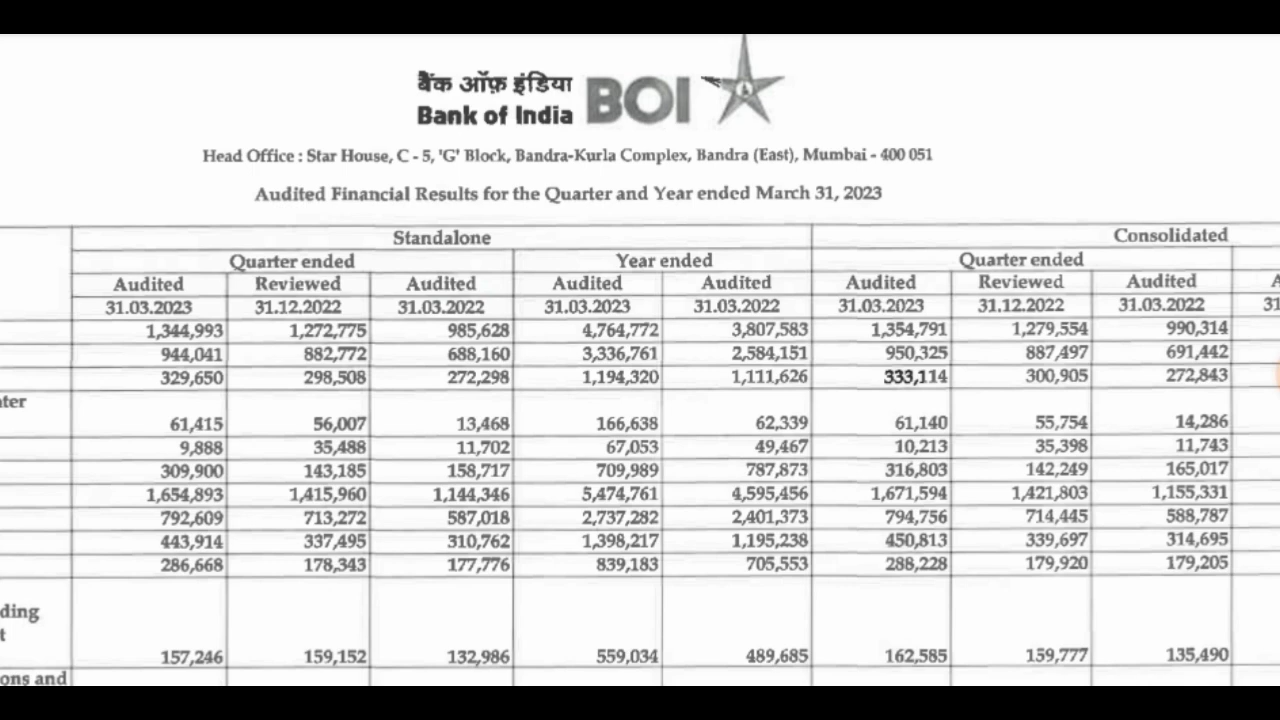 बैंक ऑफ़ इंडिया BOI
Bank of India
Head Office : Star House, C - 5, 'G' Block, Bandra-Kurla Complex, Bandra (East), Mumbai - 400 051
Audited Financial Results for the Quarter and Year ended March 31, 2023
Standalone Consolidated
Quarter ended Year ended Quarter ended
Audited Reviewed Audited Audited Audited Audited Reviewed Audited A
31.03.2023 31.12.2022 31.03.2022 31.03.2023 31.03.2022 31.03.2023 31.12.2022 31.03.2022 31
1,344,993 1,272,775 985,628 4,764,772 3,807,583 1,354,791 1,279,554 990,314
944,041 882,772 688,160 3,336,761 2,584,151 950,325 887,497 691,442
329,650 298,508 272,298 1,194,320 1,111,626 333,114 300,905 272,843
ter
61,415 56,007 13,468 166,638 62,339 61,140 55,754 14,286
9,888 35,488 11,702 67,053 49,467 10,213 35,398 11,743
309,900 143,185 158,717 709,989 787,873 316,803 142,249 165,017
1,654,893 1,415,960 1,144,346 5,474,761 4,595,456 1,671,594 1,421,803 1,155,331
792,609 713,272 587,018 2,737,282 2,401,373 794,756 714,445 588,787
443,914 337,495 310,762 1,398,217 1,195,238 450,813 339,697 314,695
286,668 178,343 177,776 839,183 705,553 288,228 179,920 179,205
ding
t
157,246 159,152 132,986 559,034 489,685 162,585 159,777 135,490
ons and